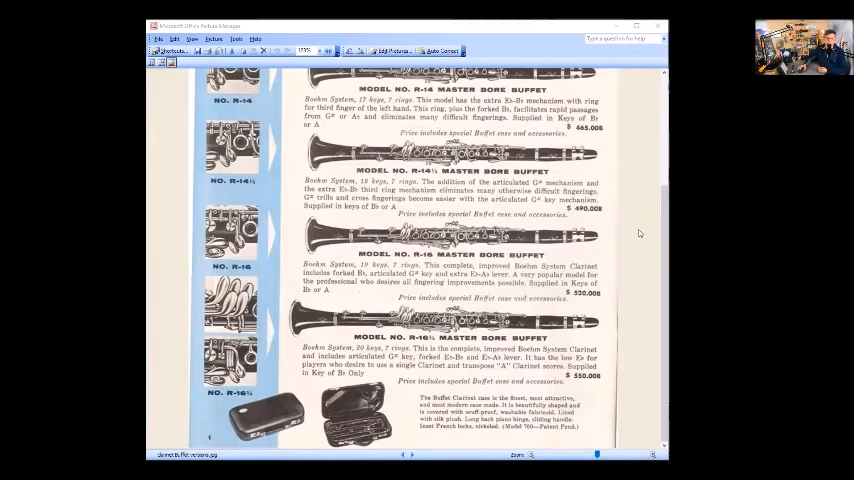 Microsoft Office Picture Manager
File Edit View Picture Tools Help
Type a question for help
Shortcuts... 123% Edit Pictures... Auto Correct
MODEL NO. R-14 MASTER BORE BUFFET
NO. R-14
Boehm System, 17 keys, 7 rings. This model has the extra E♭-B♭ mechanism with ring
for third finger of the left hand. This ring, plus the forked B♭, facilitates rapid passages
from G# or A♭ and eliminates many difficult fingerings. Supplied in Keys of B♭
or A
$ 465.00B
Price includes special Buffet case and accessories.
NO. R-14½
MODEL NO. R-14½ MASTER BORE BUFFET
Boehm System, 18 keys, 7 rings. The addition of the articulated G# mechanism and
the extra E♭-B♭ third ring mechanism eliminates many otherwise difficult fingerings.
G# trills and cross fingerings become easier with the articulated G# key mechanism.
Supplied in keys of B♭ or A
$ 490.00B
Price includes special Buffet case and accessories.
NO. R-16
MODEL NO. R-16 MASTER BORE BUFFET
Boehm System, 19 keys, 7 rings. This complete, improved Boehm System Clarinet
includes forked B♭, articulated G# key and extra E♭-A♭ lever. A very popular model for
the professional who desires all fingering improvements possible. Supplied in Keys of
B♭ or A
$ 520.00B
Price includes special Buffet case and accessories.
MODEL NO. R-16½ MASTER BORE BUFFET
Boehm System, 20 keys, 7 rings. This is the complete, improved Boehm System Clarinet
and includes articulated G# key, forked E♭-B♭ and E♭-A♭ lever. It has the low E♭ for
players who desire to use a single Clarinet and transpose "A" Clarinet scores. Supplied
in Key of B♭ Only
$ 550.00B
Price includes special Buffet case and accessories.
NO. R-16½
The Buffet Clarinet case is the finest, most attractive,
and most modern case made. It is beautifully shaped and
is covered with scuff-proof, washable fabricoid. Lined
with silk plush. Long back piano hinge, sliding handle.
Inset French locks, nickeled. (Model 700—Patent Pend.)
4
clarinet Buffet versions.jpg
Zoom: